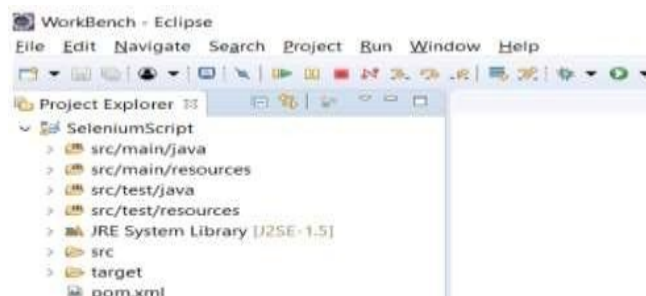 WorkBench - Eclipse
File Edit Navigate Search Project Run Window Help
Project Explorer
SeleniumScript
src/main/java
src/main/resources
src/test/java
src/test/resources
JRE System Library [J2SE-1.5]
src
target
pom.xml